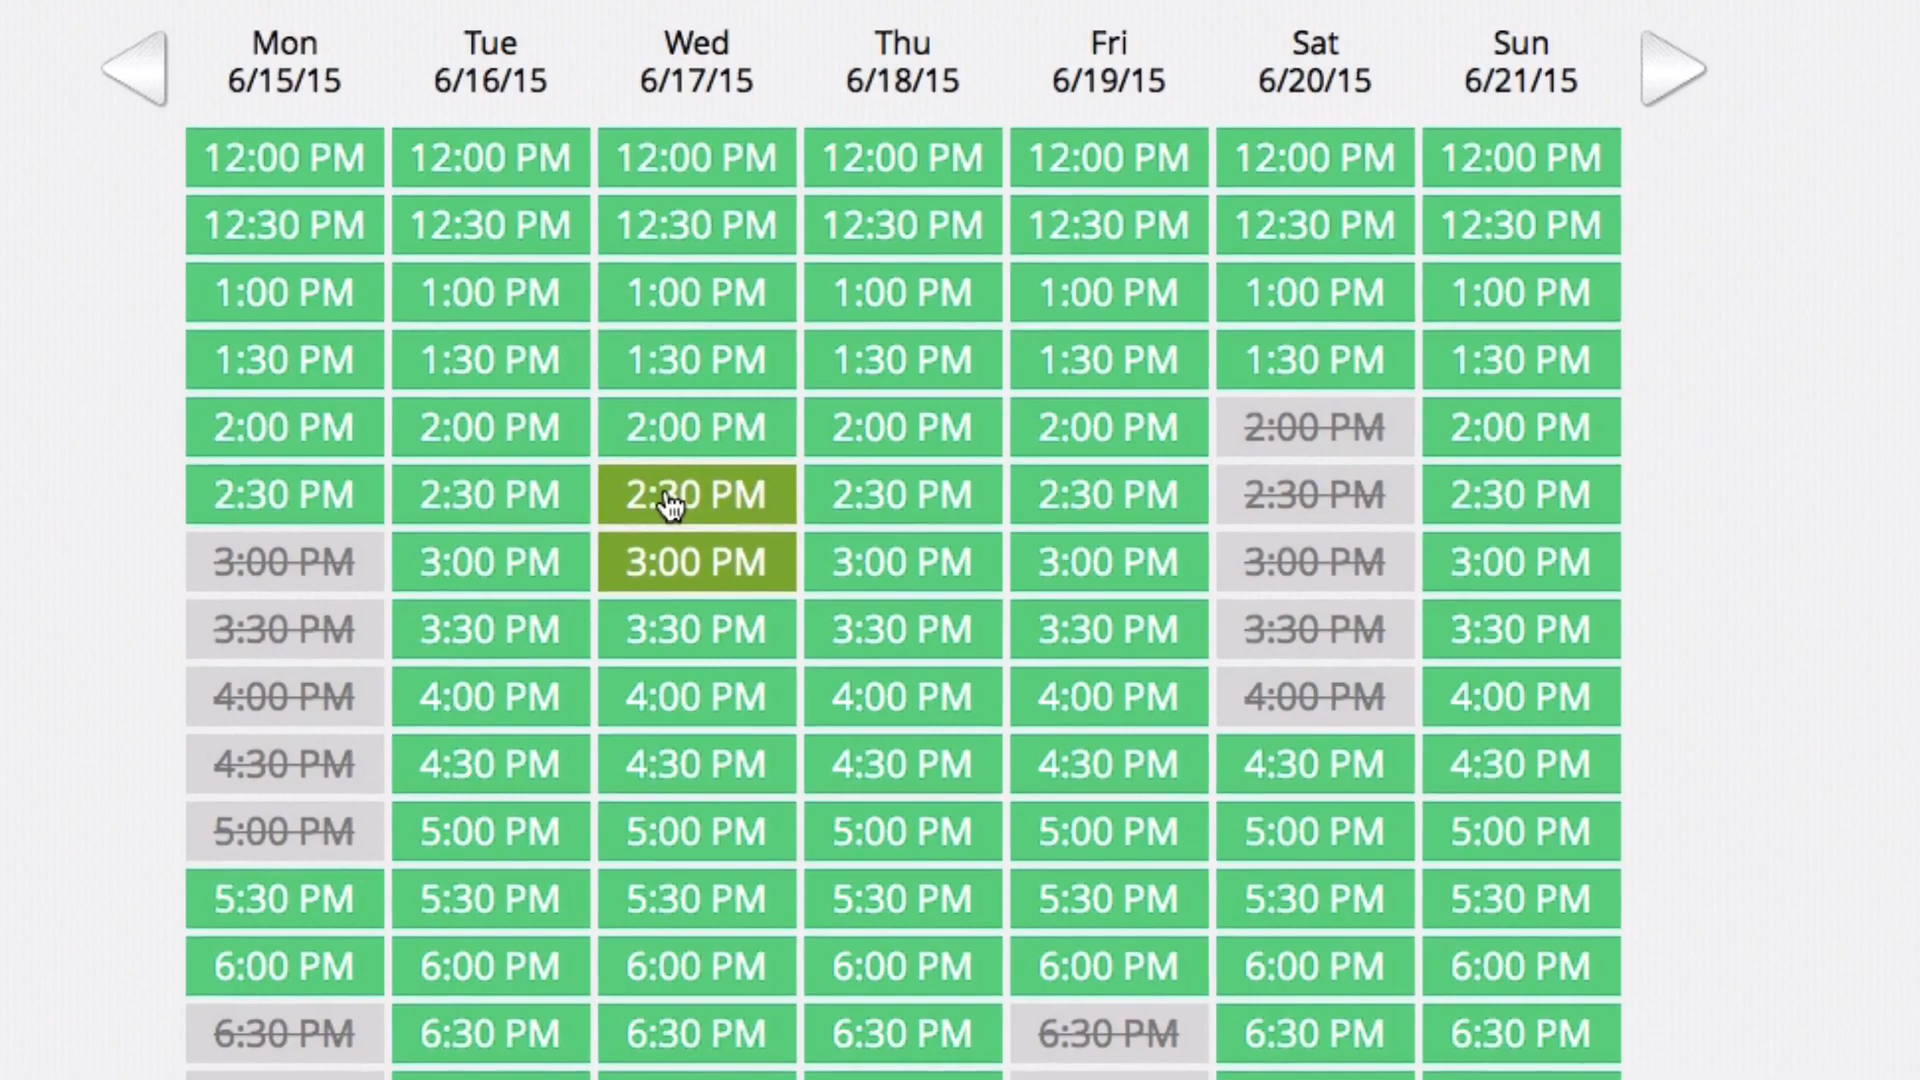 Mon Tue Wed Thu Fri Sat Sun
6/15/15 6/16/15 6/17/15 6/18/15 6/19/15 6/20/15 6/21/15
12:00 PM 12:00 PM 12:00 PM 12:00 PM 12:00 PM 12:00 PM 12:00 PM
12:30 PM 12:30 PM 12:30 PM 12:30 PM 12:30 PM 12:30 PM 12:30 PM
1:00 PM 1:00 PM 1:00 PM 1:00 PM 1:00 PM 1:00 PM 1:00 PM
1:30 PM 1:30 PM 1:30 PM 1:30 PM 1:30 PM 1:30 PM 1:30 PM
2:00 PM 2:00 PM 2:00 PM 2:00 PM 2:00 PM 2:00 PM 2:00 PM
2:30 PM 2:30 PM 2:30 PM 2:30 PM 2:30 PM 2:30 PM 2:30 PM
3:00 PM 3:00 PM 3:00 PM 3:00 PM 3:00 PM 3:00 PM 3:00 PM
3:30 PM 3:30 PM 3:30 PM 3:30 PM 3:30 PM 3:30 PM 3:30 PM
4:00 PM 4:00 PM 4:00 PM 4:00 PM 4:00 PM 4:00 PM 4:00 PM
4:30 PM 4:30 PM 4:30 PM 4:30 PM 4:30 PM 4:30 PM 4:30 PM
5:00 PM 5:00 PM 5:00 PM 5:00 PM 5:00 PM 5:00 PM 5:00 PM
5:30 PM 5:30 PM 5:30 PM 5:30 PM 5:30 PM 5:30 PM 5:30 PM
6:00 PM 6:00 PM 6:00 PM 6:00 PM 6:00 PM 6:00 PM 6:00 PM
6:30 PM 6:30 PM 6:30 PM 6:30 PM 6:30 PM 6:30 PM 6:30 PM